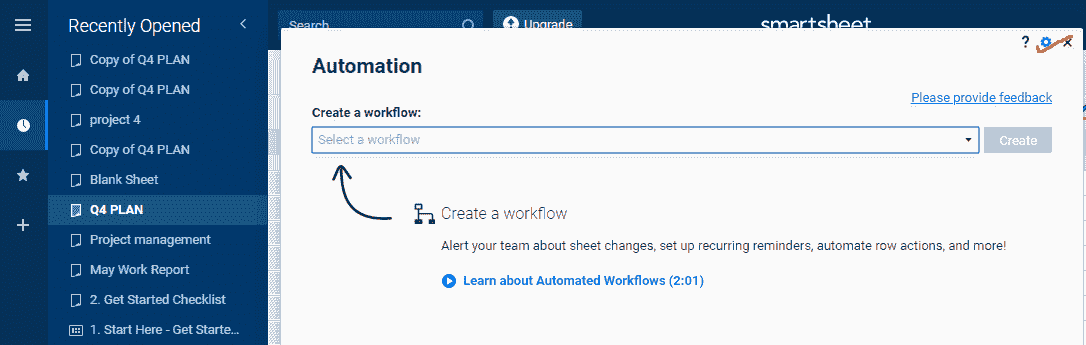 Recently Opened
Copy of Q4 PLAN
Copy of Q4 PLAN
project 4
Copy of Q4 PLAN
Blank Sheet
Q4 PLAN
Project management
May Work Report
2. Get Started Checklist
1. Start Here - Get Starte...
Search
Upgrade
smartsheet
?
Automation
Please provide feedback
Create a workflow:
Select a workflow
Create
Create a workflow
Alert your team about sheet changes, set up recurring reminders, automate row actions, and more!
Learn about Automated Workflows (2:01)